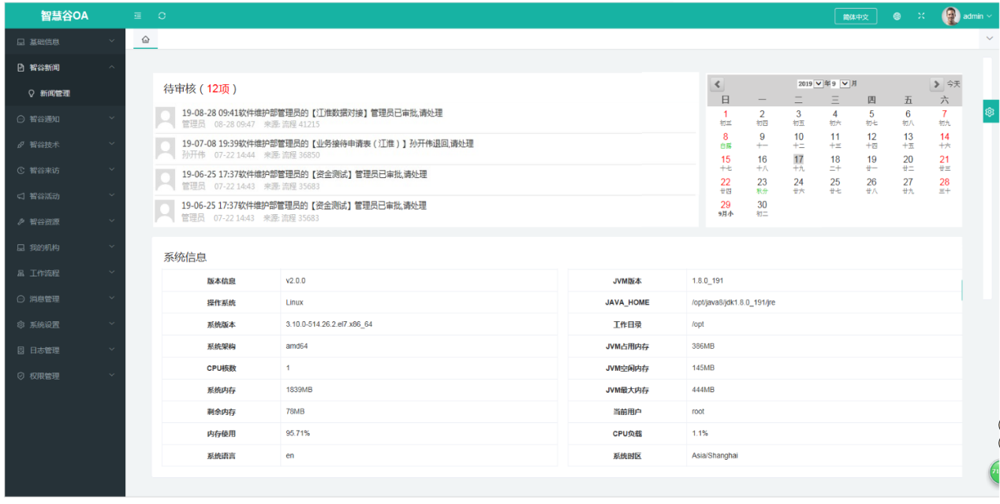 智慧谷OA
简体中文
admin
基础信息
智谷新闻
新闻管理
智谷通知
智谷技术
智谷来访
智谷活动
智谷资源
我的机构
工作流程
消息管理
系统设置
日志管理
权限管理
待审核（12项）
19-08-28 09:41软件维护部管理员的【江淮数据对接】管理员已审批,请处理
管理员 08-28 09:47 来源: 流程 41215
19-07-08 19:39软件维护部管理员的【业务接待申请表（江淮）】孙开伟退回,请处理
孙开伟 07-22 14:44 来源: 流程 36850
19-06-25 17:37软件维护部管理员的【资金测试】管理员已审批,请处理
管理员 07-22 14:43 来源: 流程 35683
19-06-25 17:37软件维护部管理员的【资金测试】管理员已审批,请处理
管理员 07-22 14:43 来源: 流程 35683
2019 年 9 月 今天
日 一 二 三 四 五 六
1 2 3 4 5 6 7
初三 初四 初五 初六 初七 初八 初九
8 9 10 11 12 13 14
白露 十一 十二 十三 十四 十五 十六
15 16 17 18 19 20 21
十七 十八 十九 二十 廿一 廿二 廿三
22 23 24 25 26 27 28
廿四 秋分 廿六 廿七 廿八 廿九 三十
29 30
9月小 初二
系统信息
版本信息 v2.0.0 JVM版本 1.8.0_191
操作系统 Linux JAVA_HOME /opt/java8/jdk1.8.0_191/jre
系统版本 3.10.0-514.26.2.el7.x86_64 工作目录 /opt
系统架构 amd64 JVM占用内存 386MB
CPU核数 1 JVM空闲内存 145MB
系统内存 1839MB JVM最大内存 444MB
剩余内存 78MB 当前用户 root
内存使用 95.71% CPU负载 1.1%
系统语言 en 系统时区 Asia/Shanghai
71